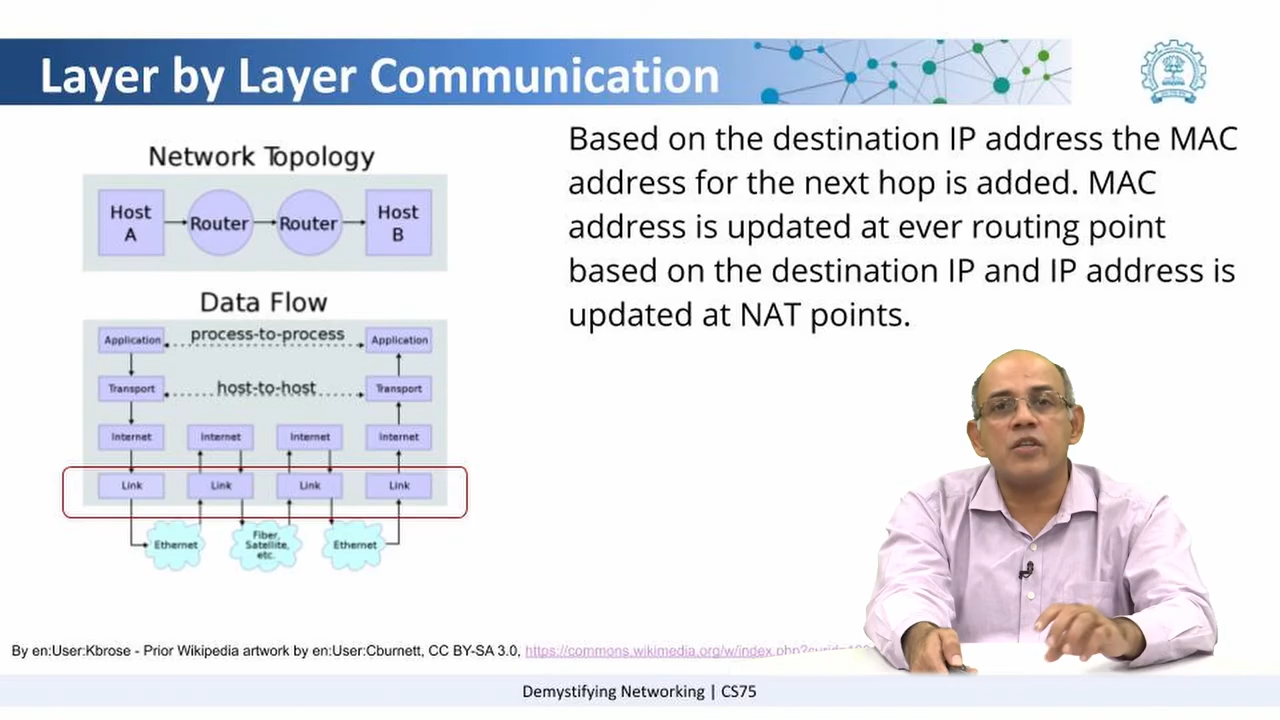 Layer by Layer Communication
Network Topology
Host
A
Router
Router
Host
B
Data Flow
Application
process-to-process
Application
Transport
host-to-host
Transport
Internet
Internet
Internet
Internet
Link
Link
Link
Link
Ethernet
Fiber,
Satellite,
etc.
Ethernet
Based on the destination IP address the MAC
address for the next hop is added. MAC
address is updated at ever routing point
based on the destination IP and IP address is
updated at NAT points.
By en:User:Kbrose - Prior Wikipedia artwork by en:User:Cburnett, CC BY-SA 3.0, https://commons.wikimedia.org/w/index.php?
Demystifying Networking | CS75